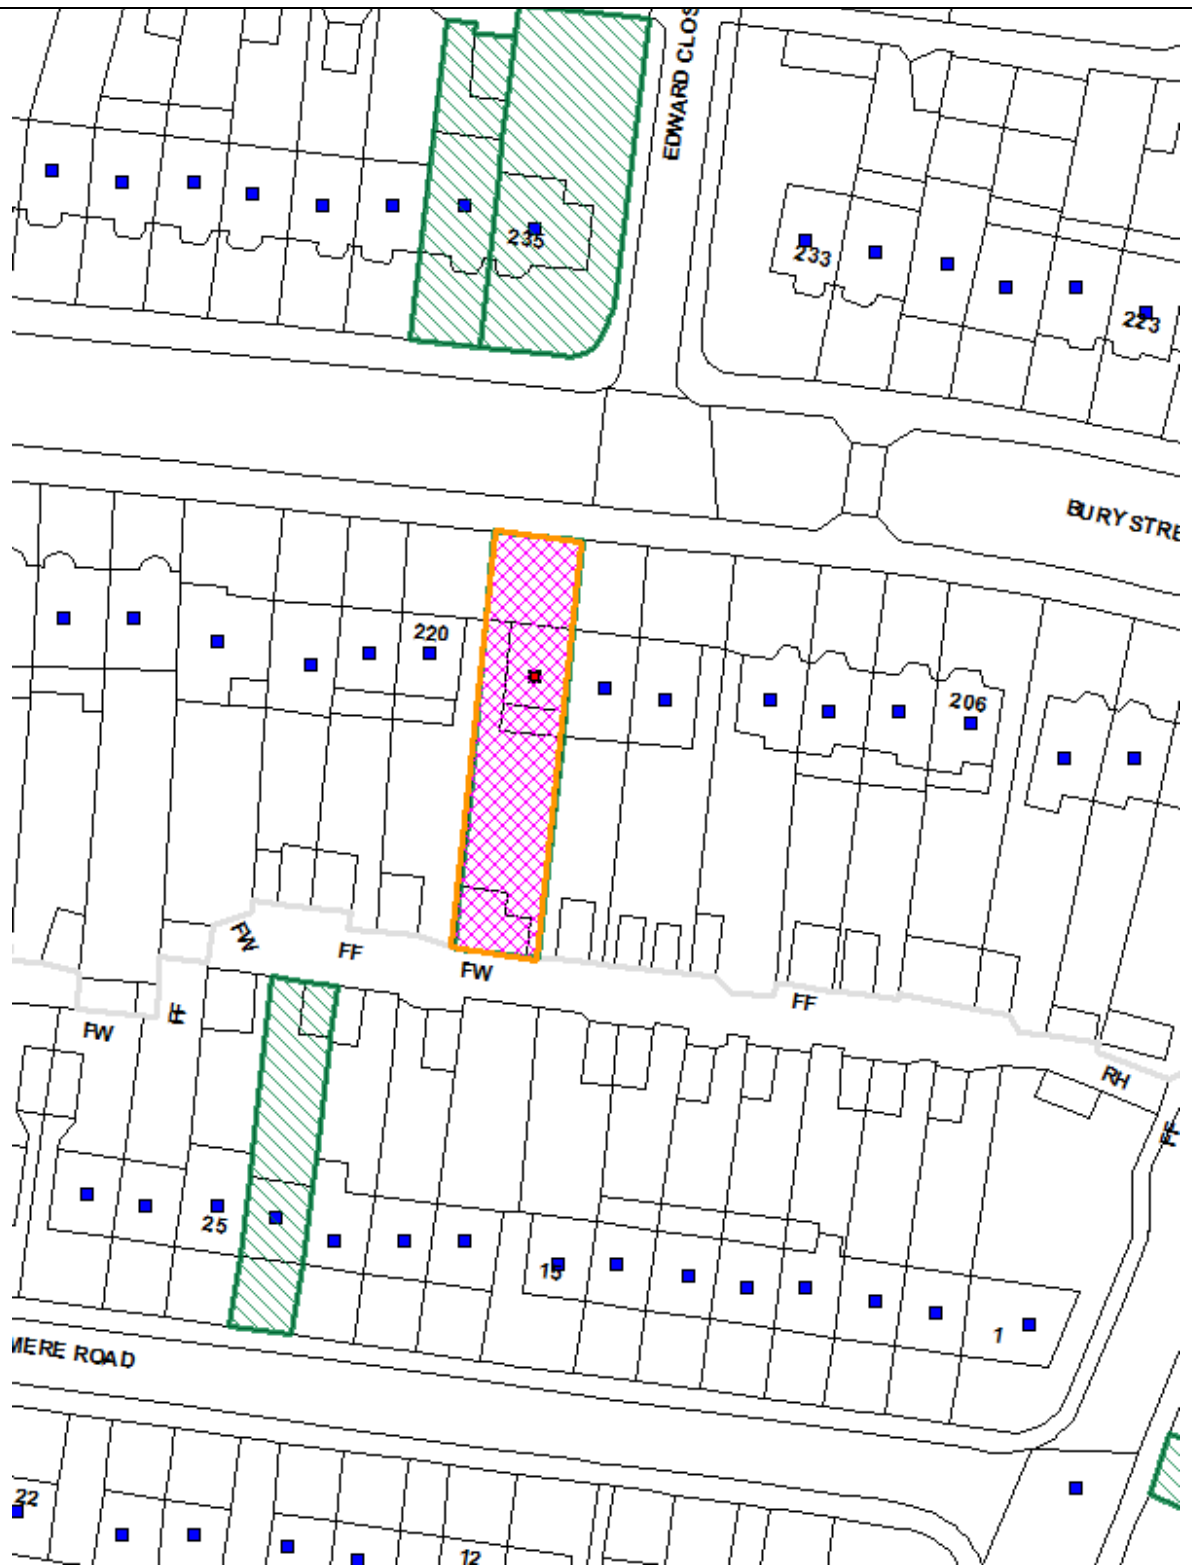 EDWARD CLOS
235
233
223
BURY STRE
220
206
FW
FF
FW
FF
FF
FW
RH
FF
25
15
1
MERE ROAD
22
12